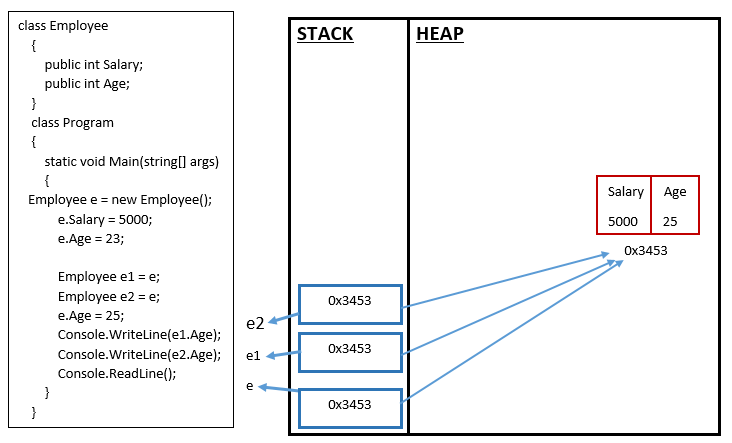 class Employee
{
public int Salary;
public int Age;
}
class Program
{
static void Main(string[] args)
{
Employee e = new Employee();
e.Salary = 5000;
e.Age = 23;
Employee e1 = e;
Employee e2 = e;
e.Age = 25;
Console.WriteLine(e1.Age);
Console.WriteLine(e2.Age);
Console.ReadLine();
}
}
STACK
HEAP
Salary Age
5000 25
0x3453
0x3453
e2
0x3453
e1
e
0x3453